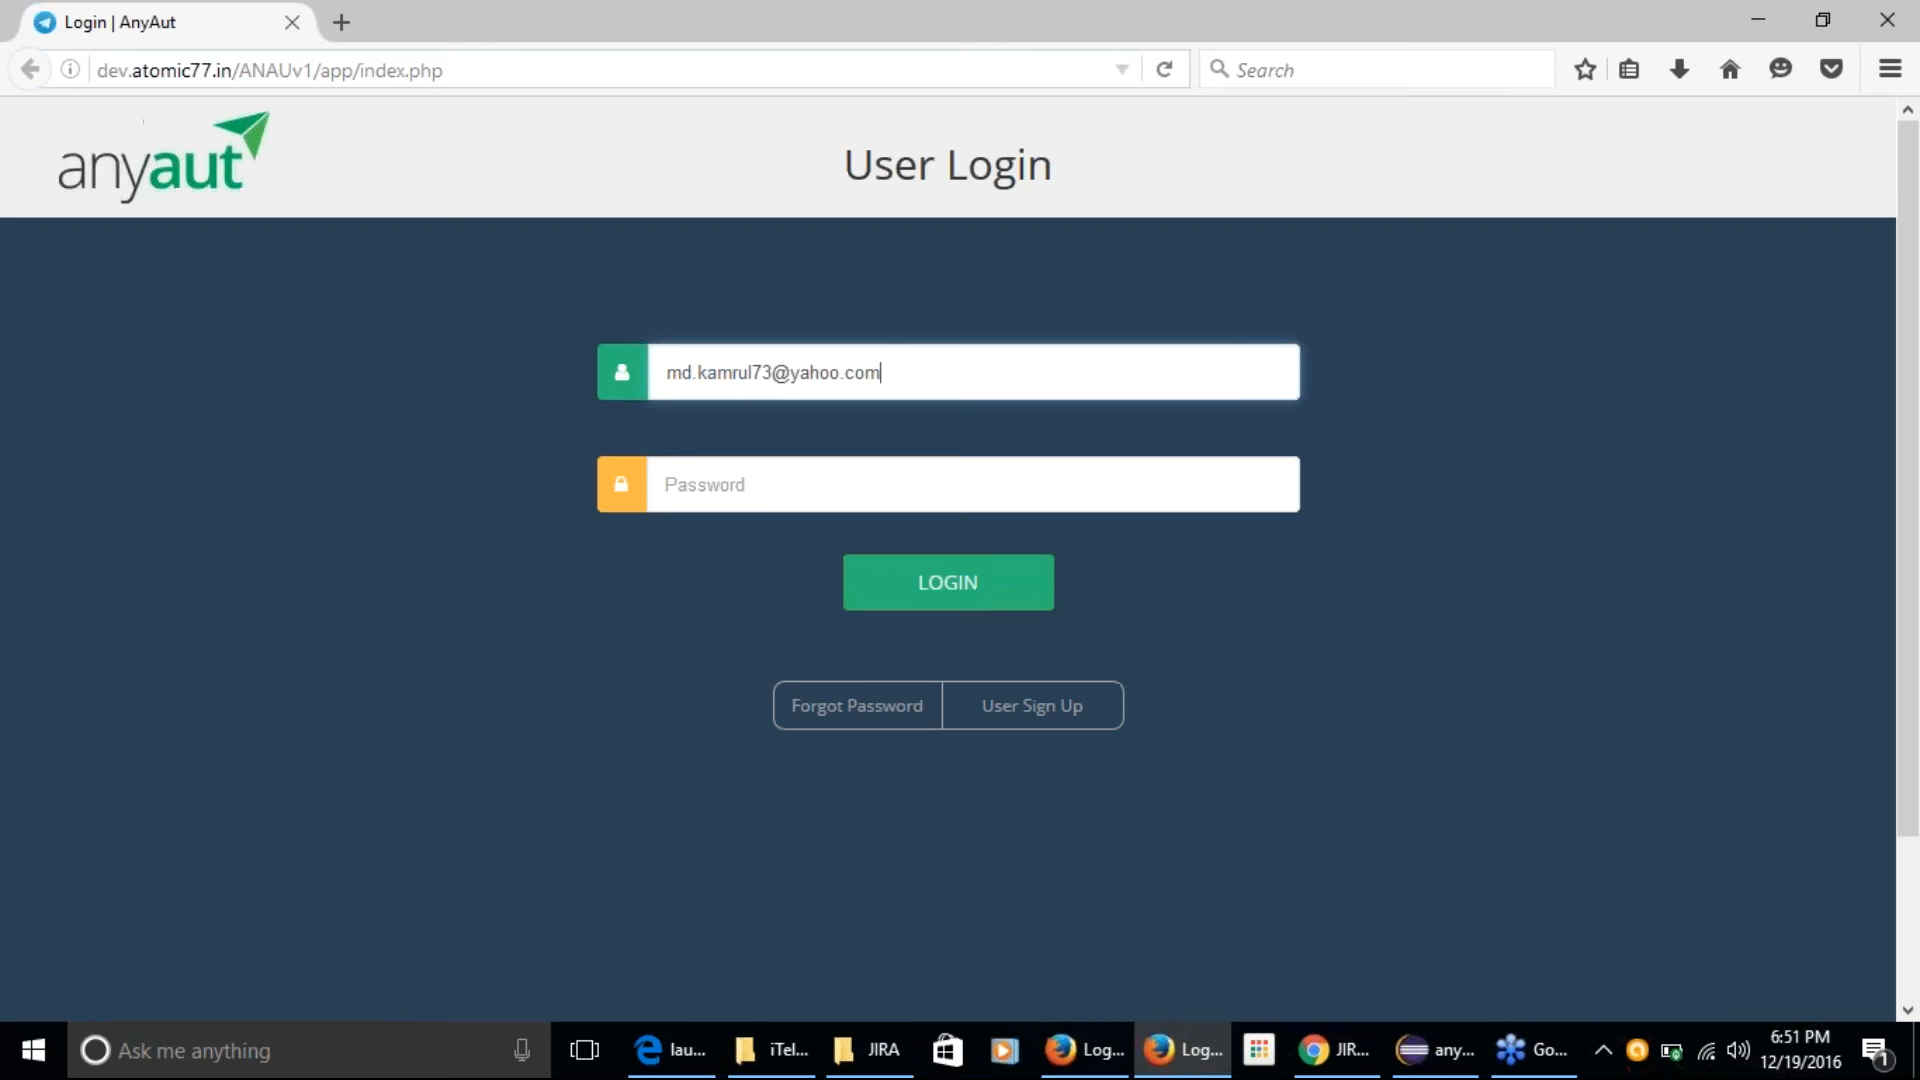 Login | AnyAut
dev.atomic77.in/ANAUv1/app/index.php
Search
anyaut
User Login
md.kamrul73@yahoo.com
Password
LOGIN
Forgot Password
User Sign Up
Ask me anything
lau...
iTel...
JIRA
Log...
Log...
JIR...
any...
Go...
6:51 PM
12/19/2016
1